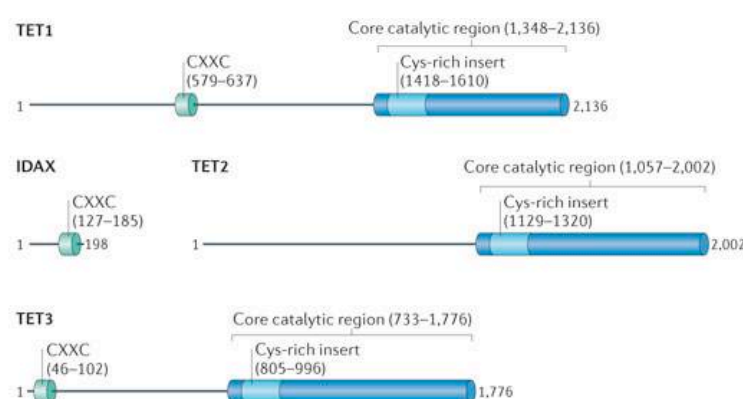 TET1
Core catalytic region (1,348–2,136)
CXXC
(579–637)
Cys-rich insert
(1418–1610)
1
2,136
IDAX
TET2
Core catalytic region (1,057–2,002)
CXXC
(127–185)
Cys-rich insert
(1129–1320)
1
198
1
2,002
TET3
Core catalytic region (733–1,776)
CXXC
(46–102)
Cys-rich insert
(805–996)
1
1,776